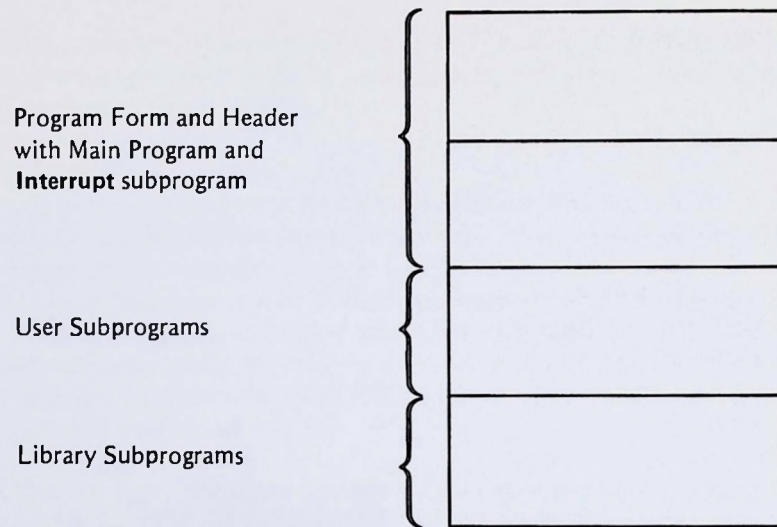 Program Form and Header
with Main Program and
Interrupt subprogram
User Subprograms
Library Subprograms